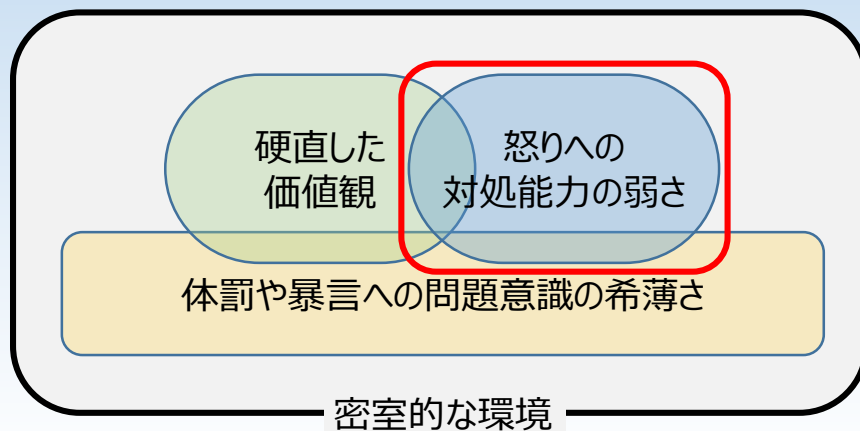 硬直した
価値観
怒りへの
対処能力の弱さ
体罰や暴言への問題意識の希薄さ
密室的な環境